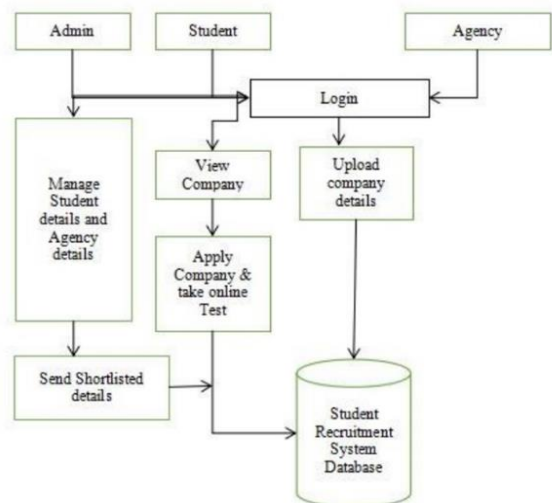 Admin
Student
Agency
Login
Manage
Student
details and
Agency
details
View
Company
Upload
company
details
Apply
Company &
take online
Test
Send Shortlisted
details
Student
Recruitment
System
Database